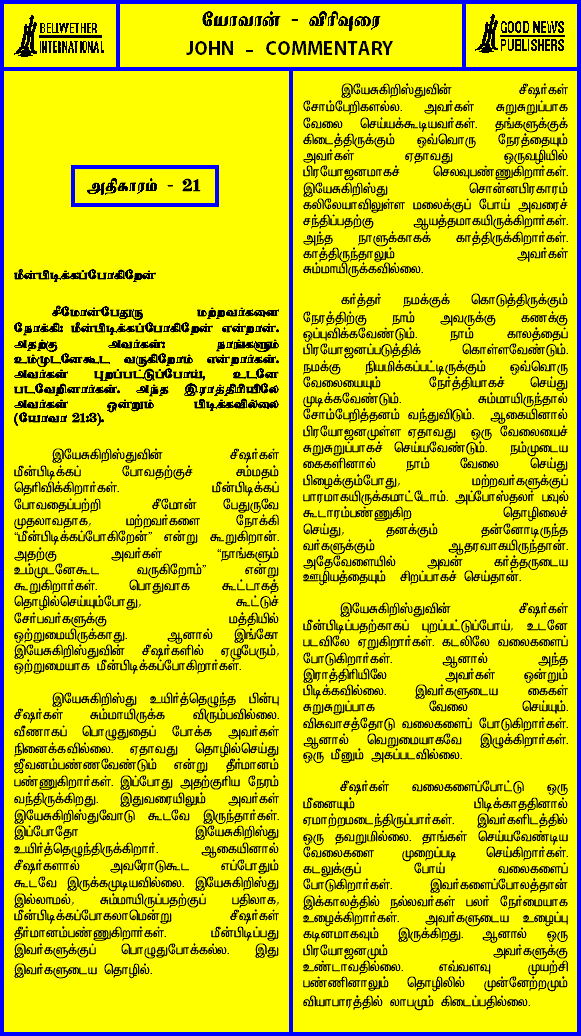 BELWETHER
INTERNATIONAL
யோவான் - விரிவுரை
JOHN - COMMENTARY
GOOD NEWS
PUBLISHERS
அதிகாரம் - 21
மீன்பிடிக்கப்போகிறேன்
சீமோன்பேதுரு மற்றவர்களை
நோக்கி: மீன்பிடிக்கப்போகிறேன் என்றான்.
அதற்கு அவர்கள்: நாங்களும்
உம்முடனேகூட வருகிறோம் என்றார்கள்.
அவர்கள் புறப்பட்டுப்போய், உடனே
படவேறினார்கள். அந்த இராத்திரியிலே
அவர்கள் ஒன்றும் பிடிக்கவில்லை
(யோவா 21:3).
இயேசுகிறிஸ்துவின் சீஷர்கள்
மீன்பிடிக்கப் போவதற்குச் சம்மதம்
தெரிவிக்கிறார்கள். மீன்பிடிக்கப்
போவதைப்பற்றி சீமோன் பேதுருவே
முதலாவதாக, மற்றவர்களை நோக்கி
“மீன்பிடிக்கப்போகிறேன்” என்று கூறுகிறான்.
அதற்கு அவர்கள் “நாங்களும்
உம்முடனேகூட வருகிறோம்” என்று
கூறுகிறார்கள். பொதுவாக கூட்டாகத்
தொழில்செய்யும்போது, கூட்டுச்
சேர்பவர்களுக்கு மத்தியில்
ஒற்றுமையிருக்காது. ஆனால் இங்கோ
இயேசுகிறிஸ்துவின் சீஷர்களில் ஏழுபேரும்,
ஒற்றுமையாக மீன்பிடிக்கப்போகிறார்கள்.
இயேசுகிறிஸ்து உயிர்த்தெழுந்த பின்பு
சீஷர்கள் சும்மாயிருக்க விரும்பவில்லை.
வீணாகப் பொழுதைப் போக்க அவர்கள்
நினைக்கவில்லை. ஏதாவது தொழில்செய்து
ஜீவனம்பண்ணவேண்டும் என்று தீர்மானம்
பண்ணுகிறார்கள். இப்போது அதற்குரிய நேரம்
வந்திருக்கிறது. இதுவரையிலும் அவர்கள்
இயேசுகிறிஸ்துவோடு கூடவே இருந்தார்கள்.
இப்போதோ இயேசுகிறிஸ்து
உயிர்த்தெழுந்திருக்கிறார். ஆகையினால்
சீஷர்களால் அவரோடுகூட எப்போதும்
கூடவே இருக்கமுடியவில்லை. இயேசுகிறிஸ்து
இல்லாமல், சும்மாயிருப்பதற்குப் பதிலாக,
மீன்பிடிக்கப்போகலாமென்று சீஷர்கள்
தீர்மானம்பண்ணுகிறார்கள். மீன்பிடிப்பது
இவர்களுக்குப் பொழுதுபோக்கல்ல. இது
இவர்களுடைய தொழில்.
இயேசுகிறிஸ்துவின் சீஷர்கள்
சோம்பேறிகளல்ல. அவர்கள் சுறுசுறுப்பாக
வேலை செய்யக்கூடியவர்கள். தங்களுக்குக்
கிடைத்திருக்கும் ஒவ்வொரு நேரத்தையும்
அவர்கள் ஏதாவது ஒருவழியில்
பிரயோஜனமாகச் செலவுபண்ணுகிறார்கள்.
இயேசுகிறிஸ்து சொன்னபிரகாரம்
கலிலேயாவிலுள்ள மலைக்குப் போய் அவரைச்
சந்திப்பதற்கு ஆயத்தமாகயிருக்கிறார்கள்.
அந்த நாளுக்காகக் காத்திருக்கிறார்கள்.
காத்திருந்தாலும் அவர்கள்
சும்மாயிருக்கவில்லை.
கர்த்தர் நமக்குக் கொடுத்திருக்கும்
நேரத்திற்கு நாம் அவருக்கு கணக்கு
ஒப்புவிக்கவேண்டும். நாம் காலத்தைப்
பிரயோஜனப்படுத்திக் கொள்ளவேண்டும்.
நமக்கு நியமிக்கப்பட்டிருக்கும் ஒவ்வொரு
வேலையையும் நேர்த்தியாகச் செய்து
முடிக்கவேண்டும். சும்மாயிருந்தால்
சோம்பேறித்தனம் வந்துவிடும். ஆகையினால்
பிரயோஜனமுள்ள ஏதாவது ஒரு வேலையைச்
சுறுசுறுப்பாகச் செய்யவேண்டும். நம்முடைய
கைகளினால் நாம் வேலை செய்து
பிழைக்கும்போது, மற்றவர்களுக்குப்
பாரமாகயிருக்கமாட்டோம். அப்போஸ்தலர் பவுல்
கூடாரம்பண்ணுகிற தொழிலைச்
செய்து, தனக்கும் தன்னோடிருந்த
வர்களுக்கும் ஆதரவாகயிருந்தான்.
அதேவேளையில் அவன் கர்த்தருடைய
ஊழியத்தையும் சிறப்பாகச் செய்தான்.
இயேசுகிறிஸ்துவின் சீஷர்கள்
மீன்பிடிப்பதற்காகப் புறப்பட்டுப்போய், உடனே
படவிலே ஏறுகிறார்கள். கடலிலே வலைகளைப்
போடுகிறார்கள். ஆனால் அந்த
இராத்திரியிலே அவர்கள் ஒன்றும்
பிடிக்கவில்லை. இவர்களுடைய கைகள்
சுறுசுறுப்பாக வேலை செய்யும்.
விசுவாசத்தோடு வலைகளைப் போடுகிறார்கள்.
ஆனால் வெறுமையாகவே இழுக்கிறார்கள்.
ஒரு மீனும் அகப்படவில்லை.
சீஷர்கள் வலைகளைப்போட்டு ஒரு
மீனையும் பிடிக்காததினால்
ஏமாற்றமடைந்திருப்பார்கள். இவர்களிடத்தில்
ஒரு தவறுமில்லை. தாங்கள் செய்யவேண்டிய
வேலைகளை முறைப்படி செய்கிறார்கள்.
கடலுக்குப் போய் வலைகளைப்
போடுகிறார்கள். இவர்களைப்போலத்தான்
இக்காலத்தில் நல்லவர்கள் பலர் நேர்மையாக
உழைக்கிறார்கள். அவர்களுடைய உழைப்பு
கடினமாகவும் இருக்கிறது. ஆனால் ஒரு
பிரயோஜனமும் அவர்களுக்கு
உண்டாவதில்லை. எவ்வளவு முயற்சி
பண்ணினாலும் தொழிலில் முன்னேற்றமும்
வியாபாரத்தில் லாபமும் கிடைப்பதில்லை.